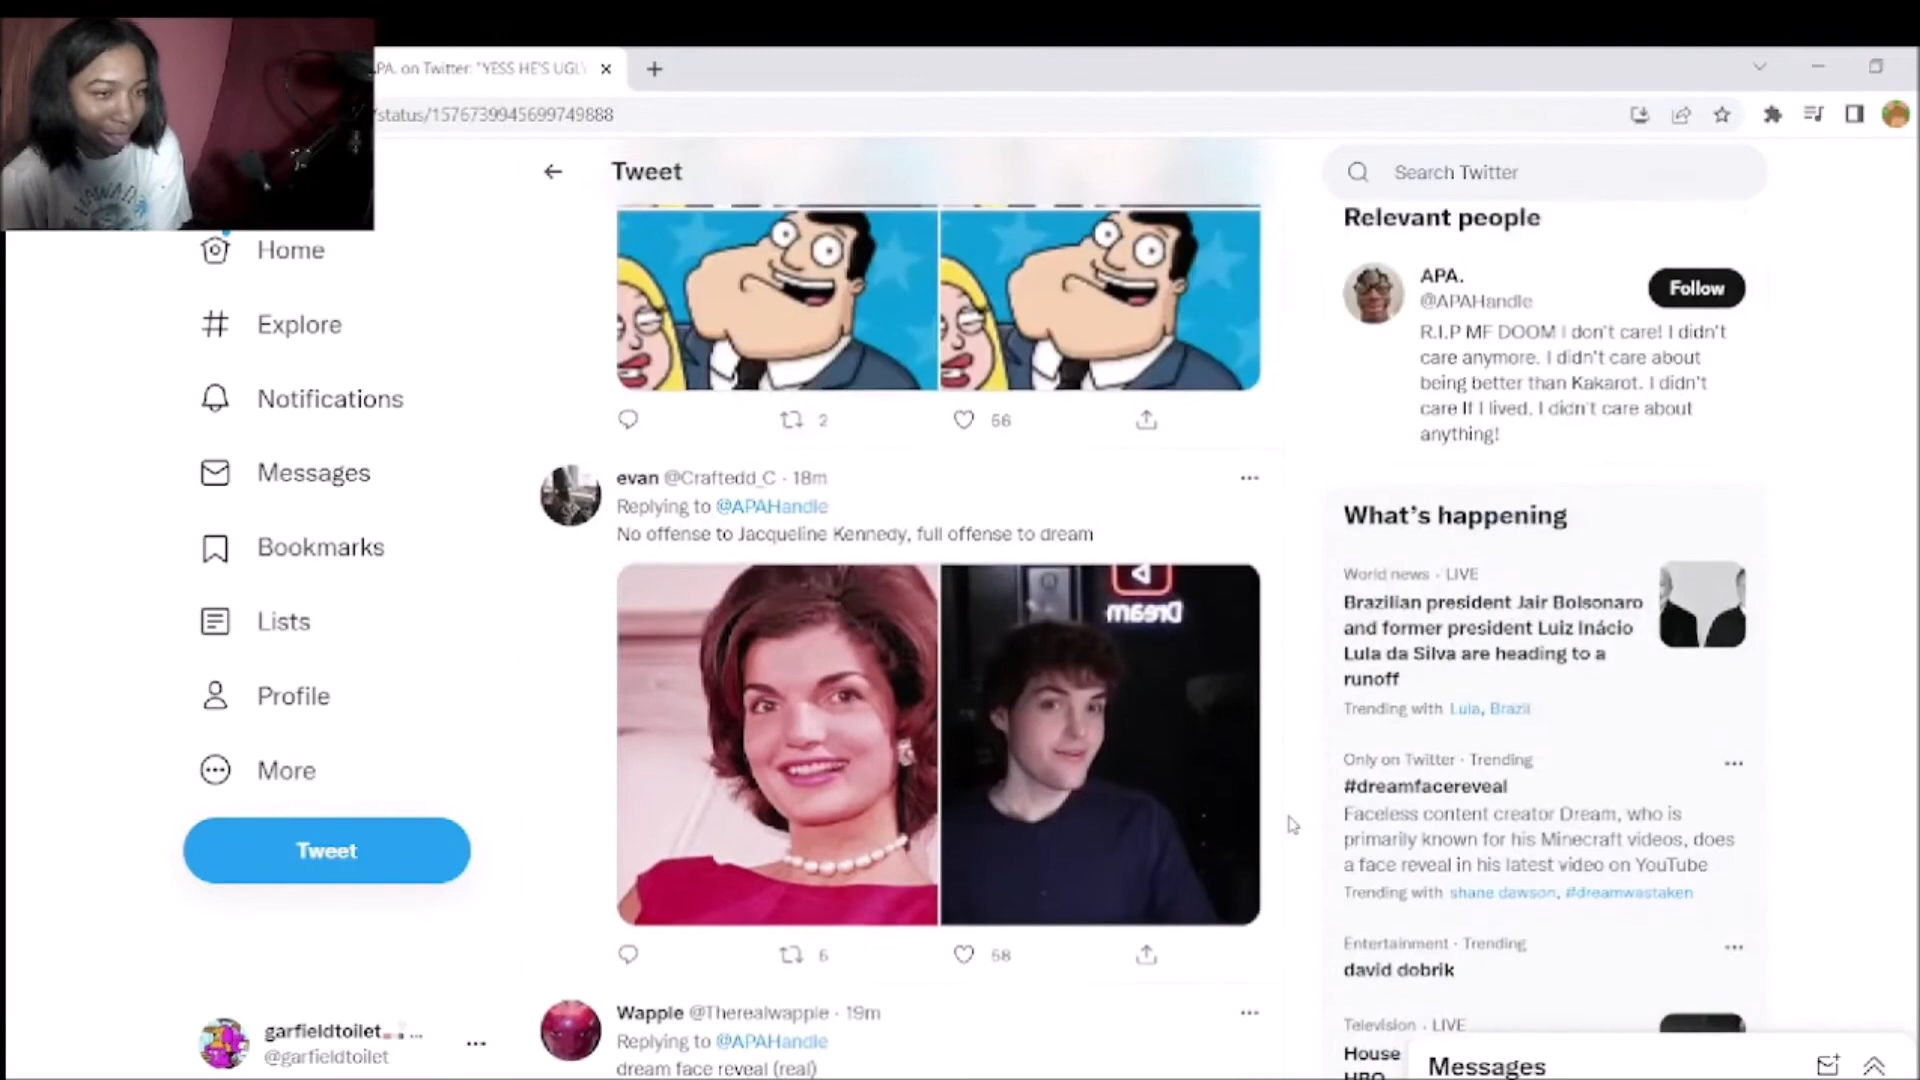 PA. on Twitter: "YESS HE'S UGLY
/status/1576739945699749888
HAWAII
Tweet
Search Twitter
Home
Explore
Notifications
Messages
Bookmarks
Lists
Profile
More
Tweet
garfieldtoilet ...
@garfieldtoilet
2
56
evan @Craftedd_C · 18m
Replying to @APAHandle
No offense to Jacqueline Kennedy, full offense to dream
Dream
5
58
Wapple @Therealwapple · 19m
Replying to @APAHandle
dream face reveal (real)
Relevant people
APA.
@APAHandle
Follow
R.I.P MF DOOM I don't care! I didn't
care anymore. I didn't care about
being better than Kakarot. I didn't
care If I lived. I didn't care about
anything!
What's happening
World news · LIVE
Brazilian president Jair Bolsonaro
and former president Luiz Inácio
Lula da Silva are heading to a
runoff
Trending with Lula, Brazil
Only on Twitter · Trending
#dreamfacereveal
Faceless content creator Dream, who is
primarily known for his Minecraft videos, does
a face reveal in his latest video on YouTube
Trending with shane dawson, #dreamwastaken
Entertainment · Trending
david dobrik
Television · LIVE
House
HBO
Messages